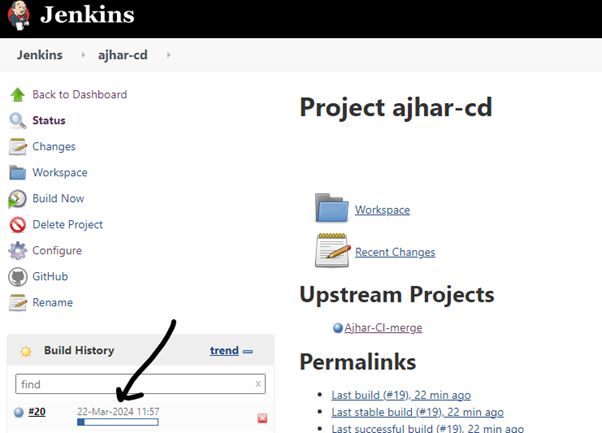 Jenkins
Jenkins
ajhar-cd
Back to Dashboard
Status
Changes
Workspace
Build Now
Delete Project
Configure
GitHub
Rename
Build History trend
find x
#20 22-Mar-2024 11:57
Project ajhar-cd
Workspace
Recent Changes
Upstream Projects
Ajhar-CI-merge
Permalinks
Last build (#19), 22 min ago
Last stable build (#19), 22 min ago
Last successful build (#19), 22 min ago